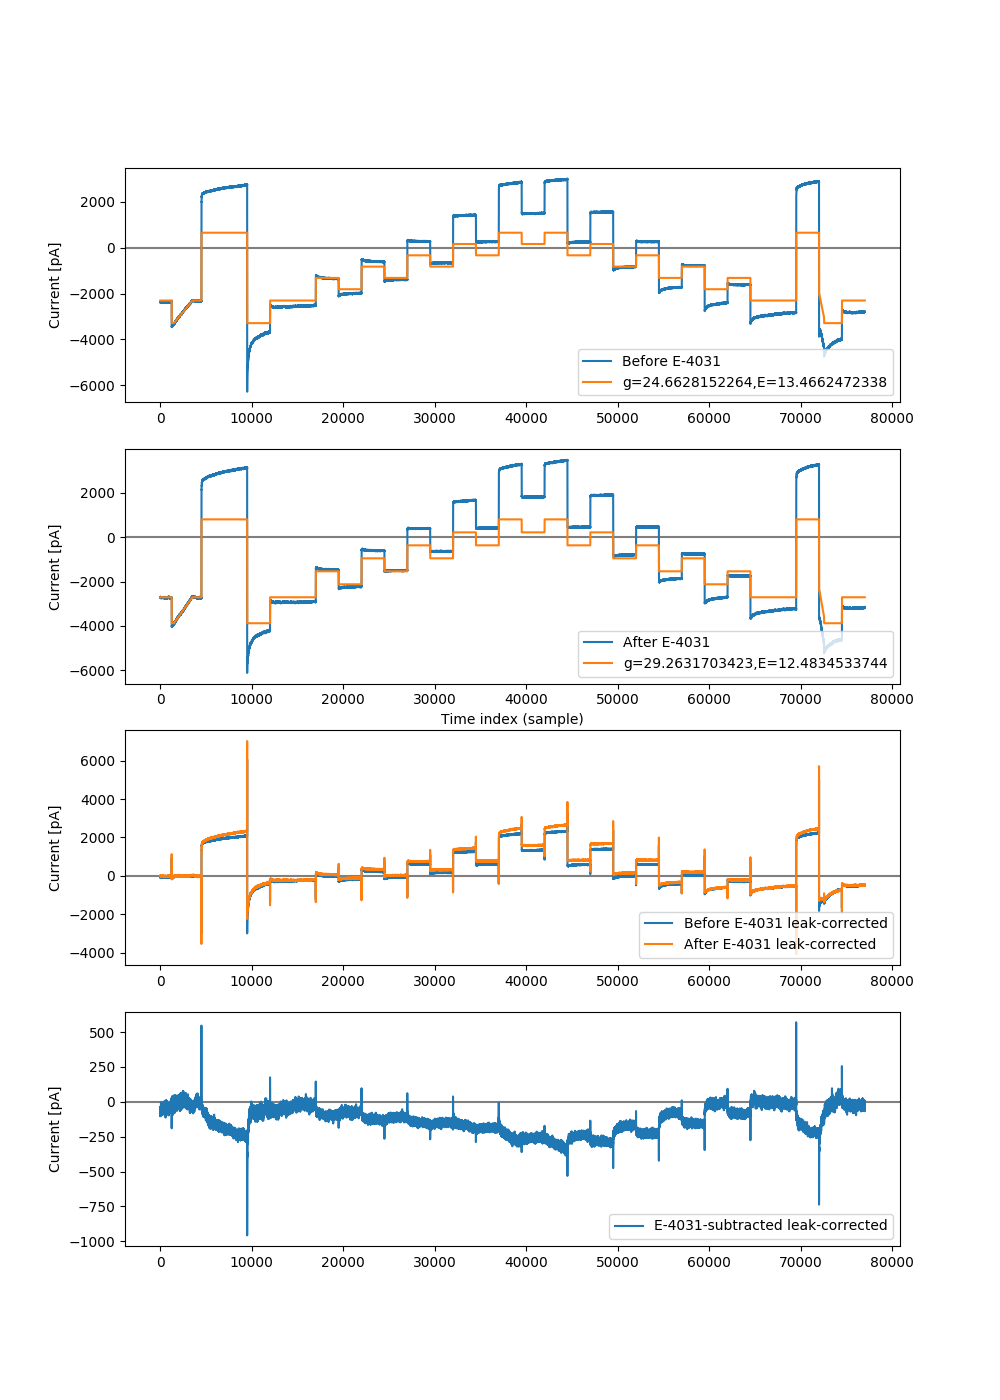 2000
0
−2000
−4000
−6000
Current [pA]
Before E-4031
g=24.6628152264,E=13.4662472338
0 10000 20000 30000 40000 50000 60000 70000 80000
2000
0
−2000
−4000
−6000
Current [pA]
After E-4031
g=29.2631703423,E=12.4834533744
0 10000 20000 30000 40000 50000 60000 70000 80000
Time index (sample)
6000
4000
2000
0
−2000
−4000
Current [pA]
Before E-4031 leak-corrected
After E-4031 leak-corrected
0 10000 20000 30000 40000 50000 60000 70000 80000
500
250
0
−250
−500
−750
−1000
Current [pA]
E-4031-subtracted leak-corrected
0 10000 20000 30000 40000 50000 60000 70000 80000